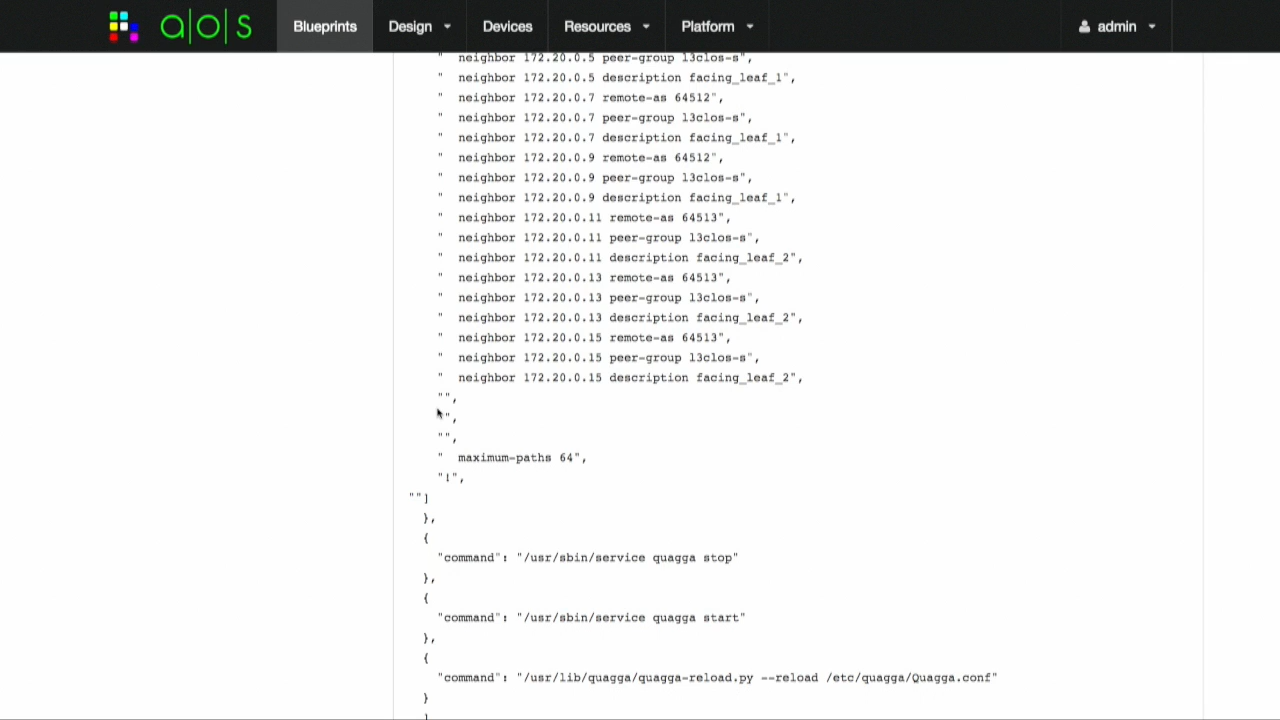 a|o|s
Blueprints
Design
Devices
Resources
Platform
admin
" neighbor 172.20.0.5 peer-group l3clos-s",
" neighbor 172.20.0.5 description facing_leaf_1",
" neighbor 172.20.0.7 remote-as 64512",
" neighbor 172.20.0.7 peer-group l3clos-s",
" neighbor 172.20.0.7 description facing_leaf_1",
" neighbor 172.20.0.9 remote-as 64512",
" neighbor 172.20.0.9 peer-group l3clos-s",
" neighbor 172.20.0.9 description facing_leaf_1",
" neighbor 172.20.0.11 remote-as 64513",
" neighbor 172.20.0.11 peer-group l3clos-s",
" neighbor 172.20.0.11 description facing_leaf_2",
" neighbor 172.20.0.13 remote-as 64513",
" neighbor 172.20.0.13 peer-group l3clos-s",
" neighbor 172.20.0.13 description facing_leaf_2",
" neighbor 172.20.0.15 remote-as 64513",
" neighbor 172.20.0.15 peer-group l3clos-s",
" neighbor 172.20.0.15 description facing_leaf_2",
"",
"",
"",
" maximum-paths 64",
"!",
""]
},
{
"command": "/usr/sbin/service quagga stop"
},
{
"command": "/usr/sbin/service quagga start"
},
{
"command": "/usr/lib/quagga/quagga-reload.py --reload /etc/quagga/Quagga.conf"
}
]